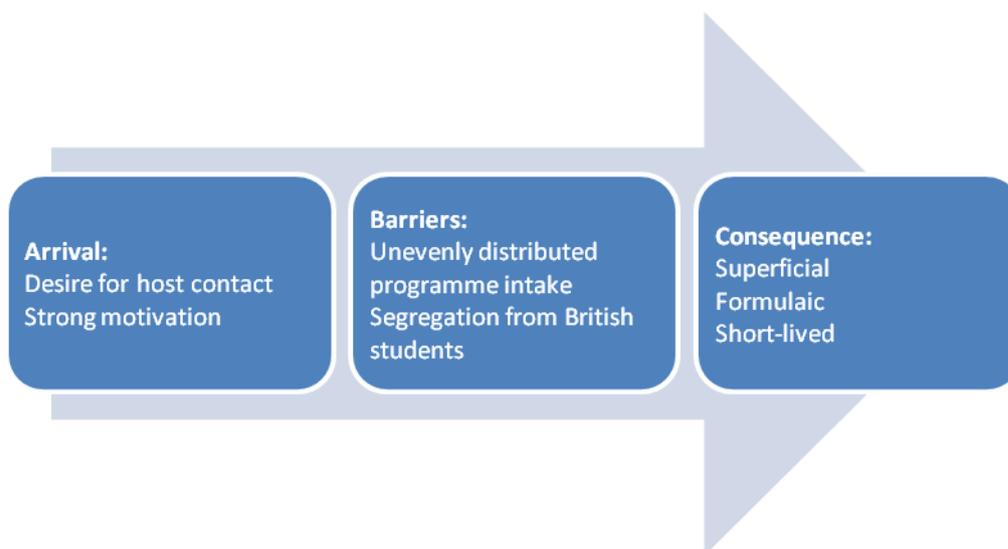 Arrival:
Desire for host contact
Strong motivation
Barriers:
Unevenly distributed
programme intake
Segregation from British
students
Consequence:
Superficial
Formulaic
Short-lived